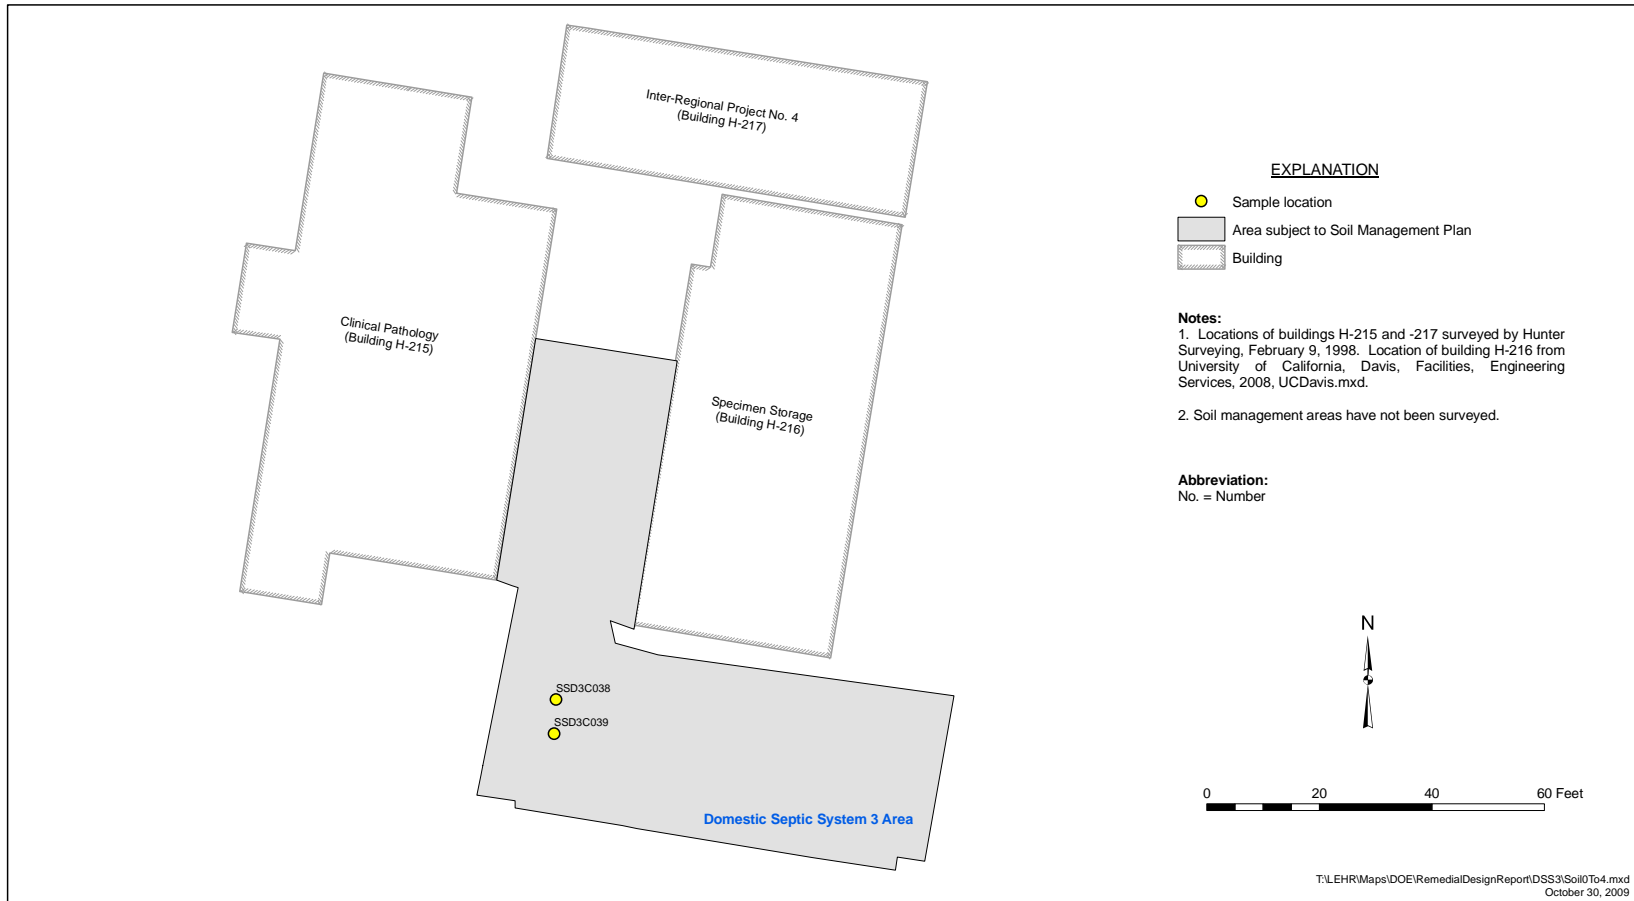 Inter-Regional Project No. 4
(Building H-217)
Clinical Pathology
(Building H-215)
Specimen Storage
(Building H-216)
SSD3C038
SSD3C039
Domestic Septic System 3 Area
EXPLANATION
Sample location
Area subject to Soil Management Plan
Building
Notes:
1. Locations of buildings H-215 and -217 surveyed by Hunter
Surveying, February 9, 1998. Location of building H-216 from
University of California, Davis, Facilities, Engineering
Services, 2008, UCDavis.mxd.
2. Soil management areas have not been surveyed.
Abbreviation:
No. = Number
N
0 20 40 60 Feet
T:\LEHR\Maps\DOE\RemedialDesignReport\DSS3\Soil0To4.mxd
October 30, 2009